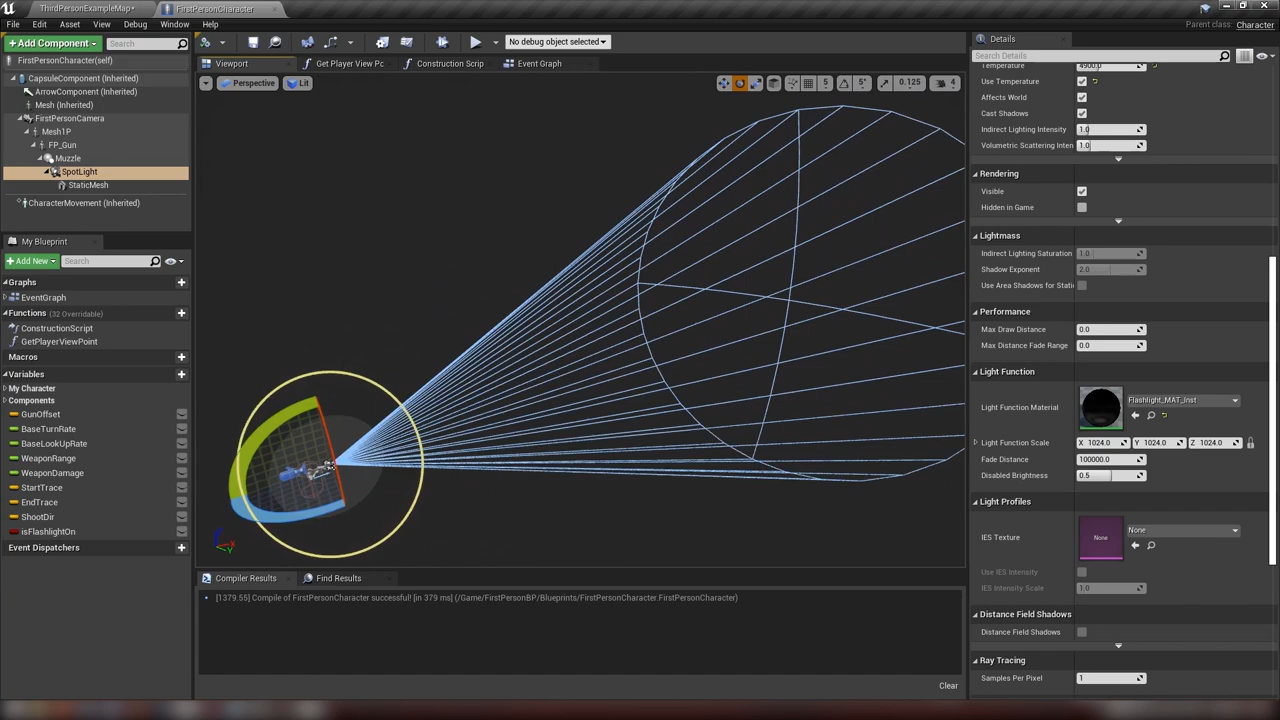 ThirdPersonExampleMap*
FirstPersonCharacter
File Edit Asset View Debug Window Help
Parent class: Character
Add Component
Search
FirstPersonCharacter(self)
CapsuleComponent (Inherited)
ArrowComponent (Inherited)
Mesh (Inherited)
FirstPersonCamera
Mesh1P
FP_Gun
Muzzle
SpotLight
StaticMesh
CharacterMovement (Inherited)
My Blueprint
Add New
Search
Graphs
EventGraph
Functions (32 Overridable)
ConstructionScript
GetPlayerViewPoint
Macros
Variables
My Character
Components
GunOffset
BaseTurnRate
BaseLookUpRate
WeaponRange
WeaponDamage
StartTrace
EndTrace
ShootDir
isFlashlightOn
Event Dispatchers
No debug object selected
Viewport
Get Player View Pc
Construction Scrip
Event Graph
Perspective
Lit
5
5°
0.125
4
X
Y
Compiler Results
Find Results
[1379.55] Compile of FirstPersonCharacter successful! [in 379 ms] (/Game/FirstPersonBP/Blueprints/FirstPersonCharacter.FirstPersonCharacter)
Clear
Details
Search Details
Temperature 4900.0
Use Temperature
Affects World
Cast Shadows
Indirect Lighting Intensity 1.0
Volumetric Scattering Inten 1.0
Rendering
Visible
Hidden in Game
Lightmass
Indirect Lighting Saturation 1.0
Shadow Exponent 2.0
Use Area Shadows for Static
Performance
Max Draw Distance 0.0
Max Distance Fade Range 0.0
Light Function
Light Function Material
Flashlight_MAT_Inst
Light Function Scale X 1024.0 Y 1024.0 Z 1024.0
Fade Distance 100000.0
Disabled Brightness 0.5
Light Profiles
IES Texture
None
None
Use IES Intensity
IES Intensity Scale 1.0
Distance Field Shadows
Distance Field Shadows
Ray Tracing
Samples Per Pixel 1